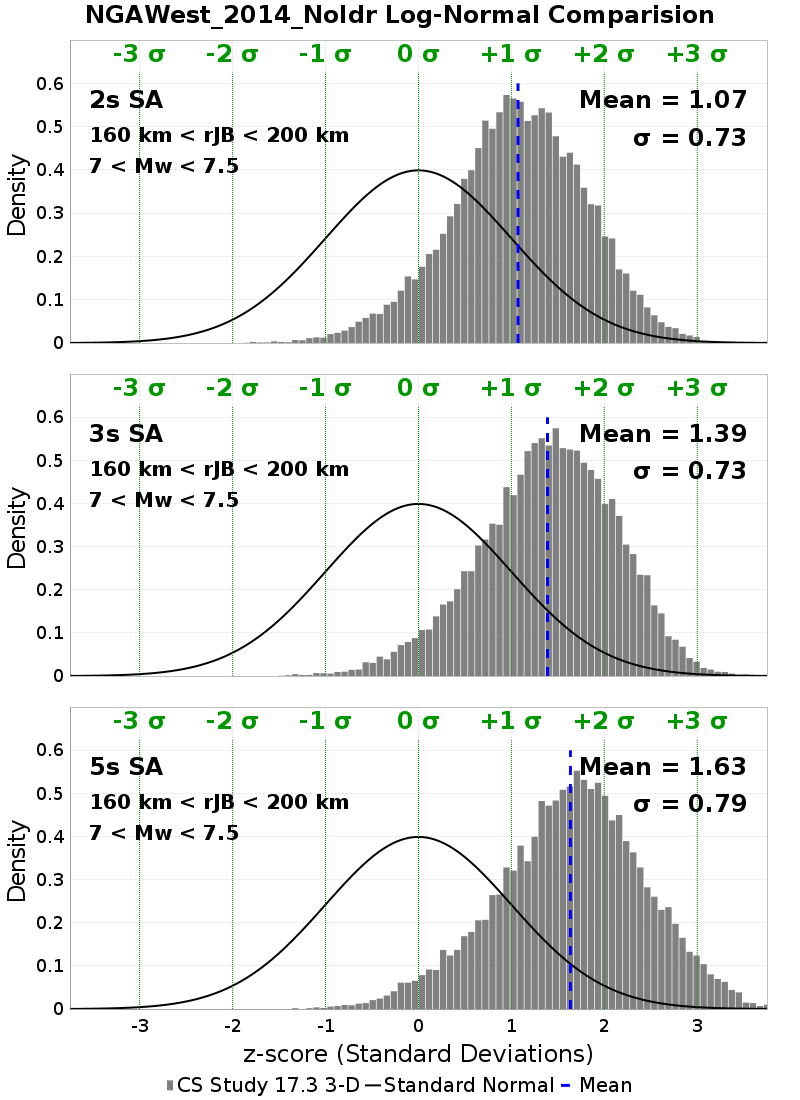 NGAWest_2014_NoIdr Log-Normal Comparision
-3 σ -2 σ -1 σ 0 σ +1 σ +2 σ +3 σ
0.6
2s SA Mean = 1.07
0.5
160 km < rJB < 200 km σ = 0.73
7 < Mw < 7.5
0.4
Density
0.3
0.2
0.1
0
-3 σ -2 σ -1 σ 0 σ +1 σ +2 σ +3 σ
0.6
3s SA Mean = 1.39
0.5
160 km < rJB < 200 km σ = 0.73
7 < Mw < 7.5
0.4
Density
0.3
0.2
0.1
0
-3 σ -2 σ -1 σ 0 σ +1 σ +2 σ +3 σ
0.6
5s SA Mean = 1.63
0.5
160 km < rJB < 200 km σ = 0.79
7 < Mw < 7.5
0.4
Density
0.3
0.2
0.1
0
-3 -2 -1 0 1 2 3
z-score (Standard Deviations)
CS Study 17.3 3-D Standard Normal Mean